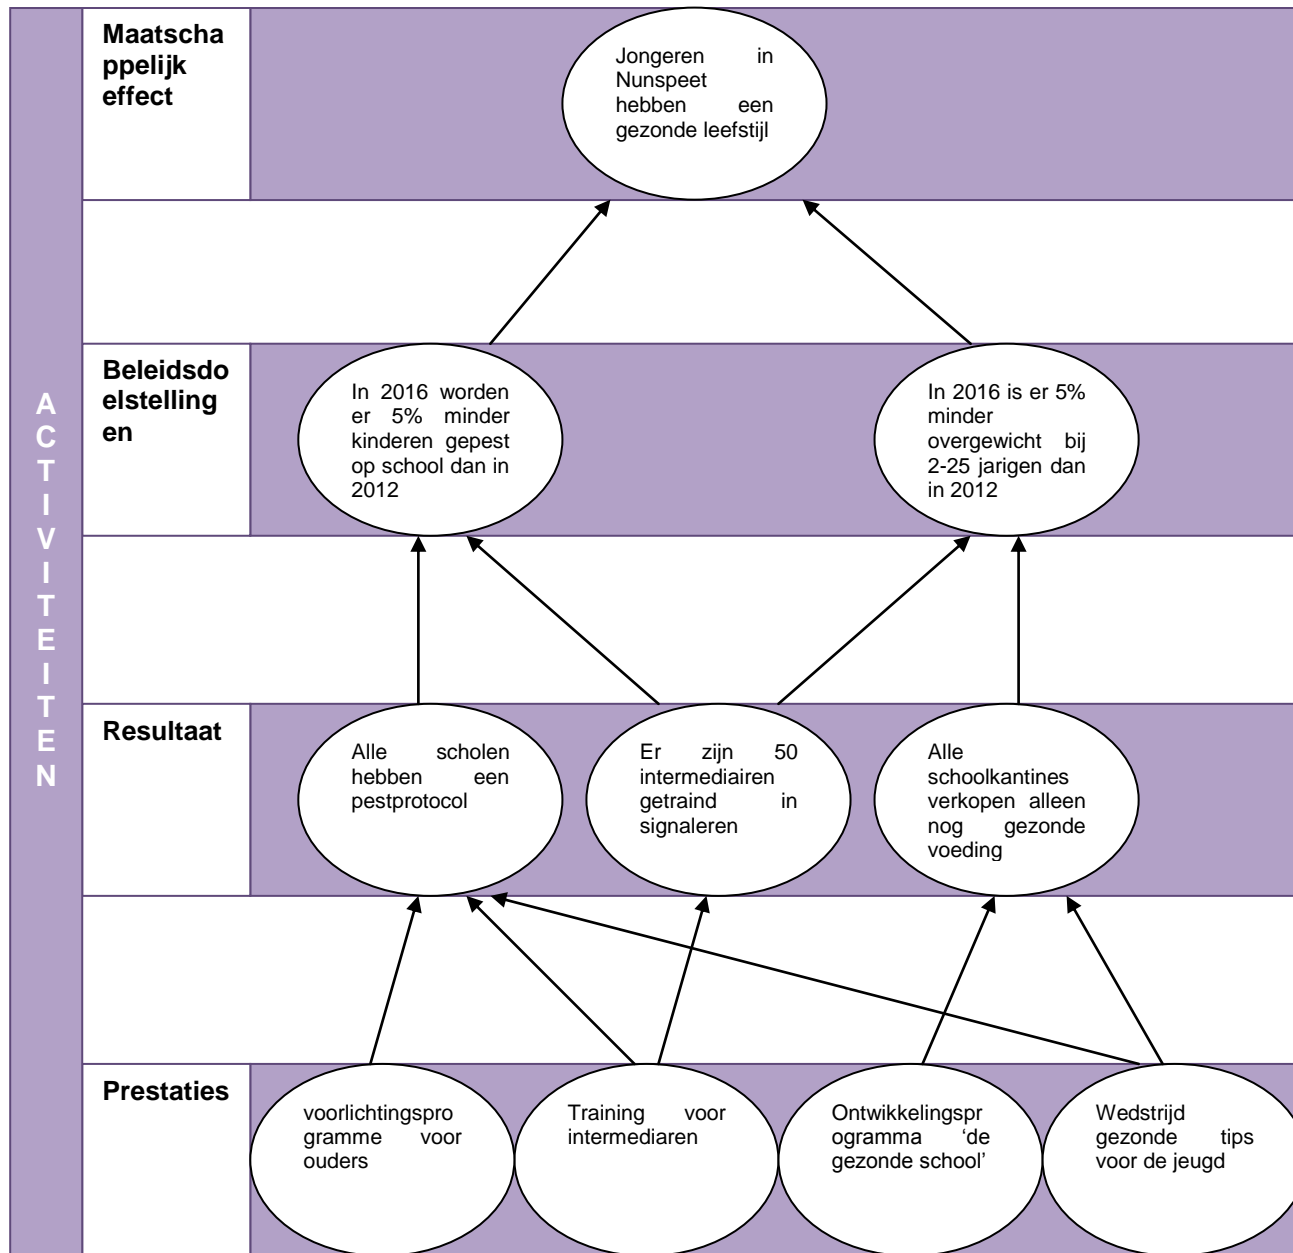 Maatscha
ppelijk
effect
Jongeren in
Nunspeet
hebben een
gezonde leefstijl
ACTIVITEITEN
Beleidsdo
elstelling
en
In 2016 worden
er 5% minder
kinderen gepest
op school dan in
2012
In 2016 is er 5%
minder
overgewicht bij
2-25 jarigen dan
in 2012
Resultaat
Alle scholen
hebben een
pestprotocol
Er zijn 50
intermediairen
getraind in
signaleren
Alle
schoolkantines
verkopen alleen
nog gezonde
voeding
Prestaties
voorlichtingspro
gramme voor
ouders
Training voor
intermediaren
Ontwikkelingspr
ogramma ‘de
gezonde school’
Wedstrijd
gezonde tips
voor de jeugd